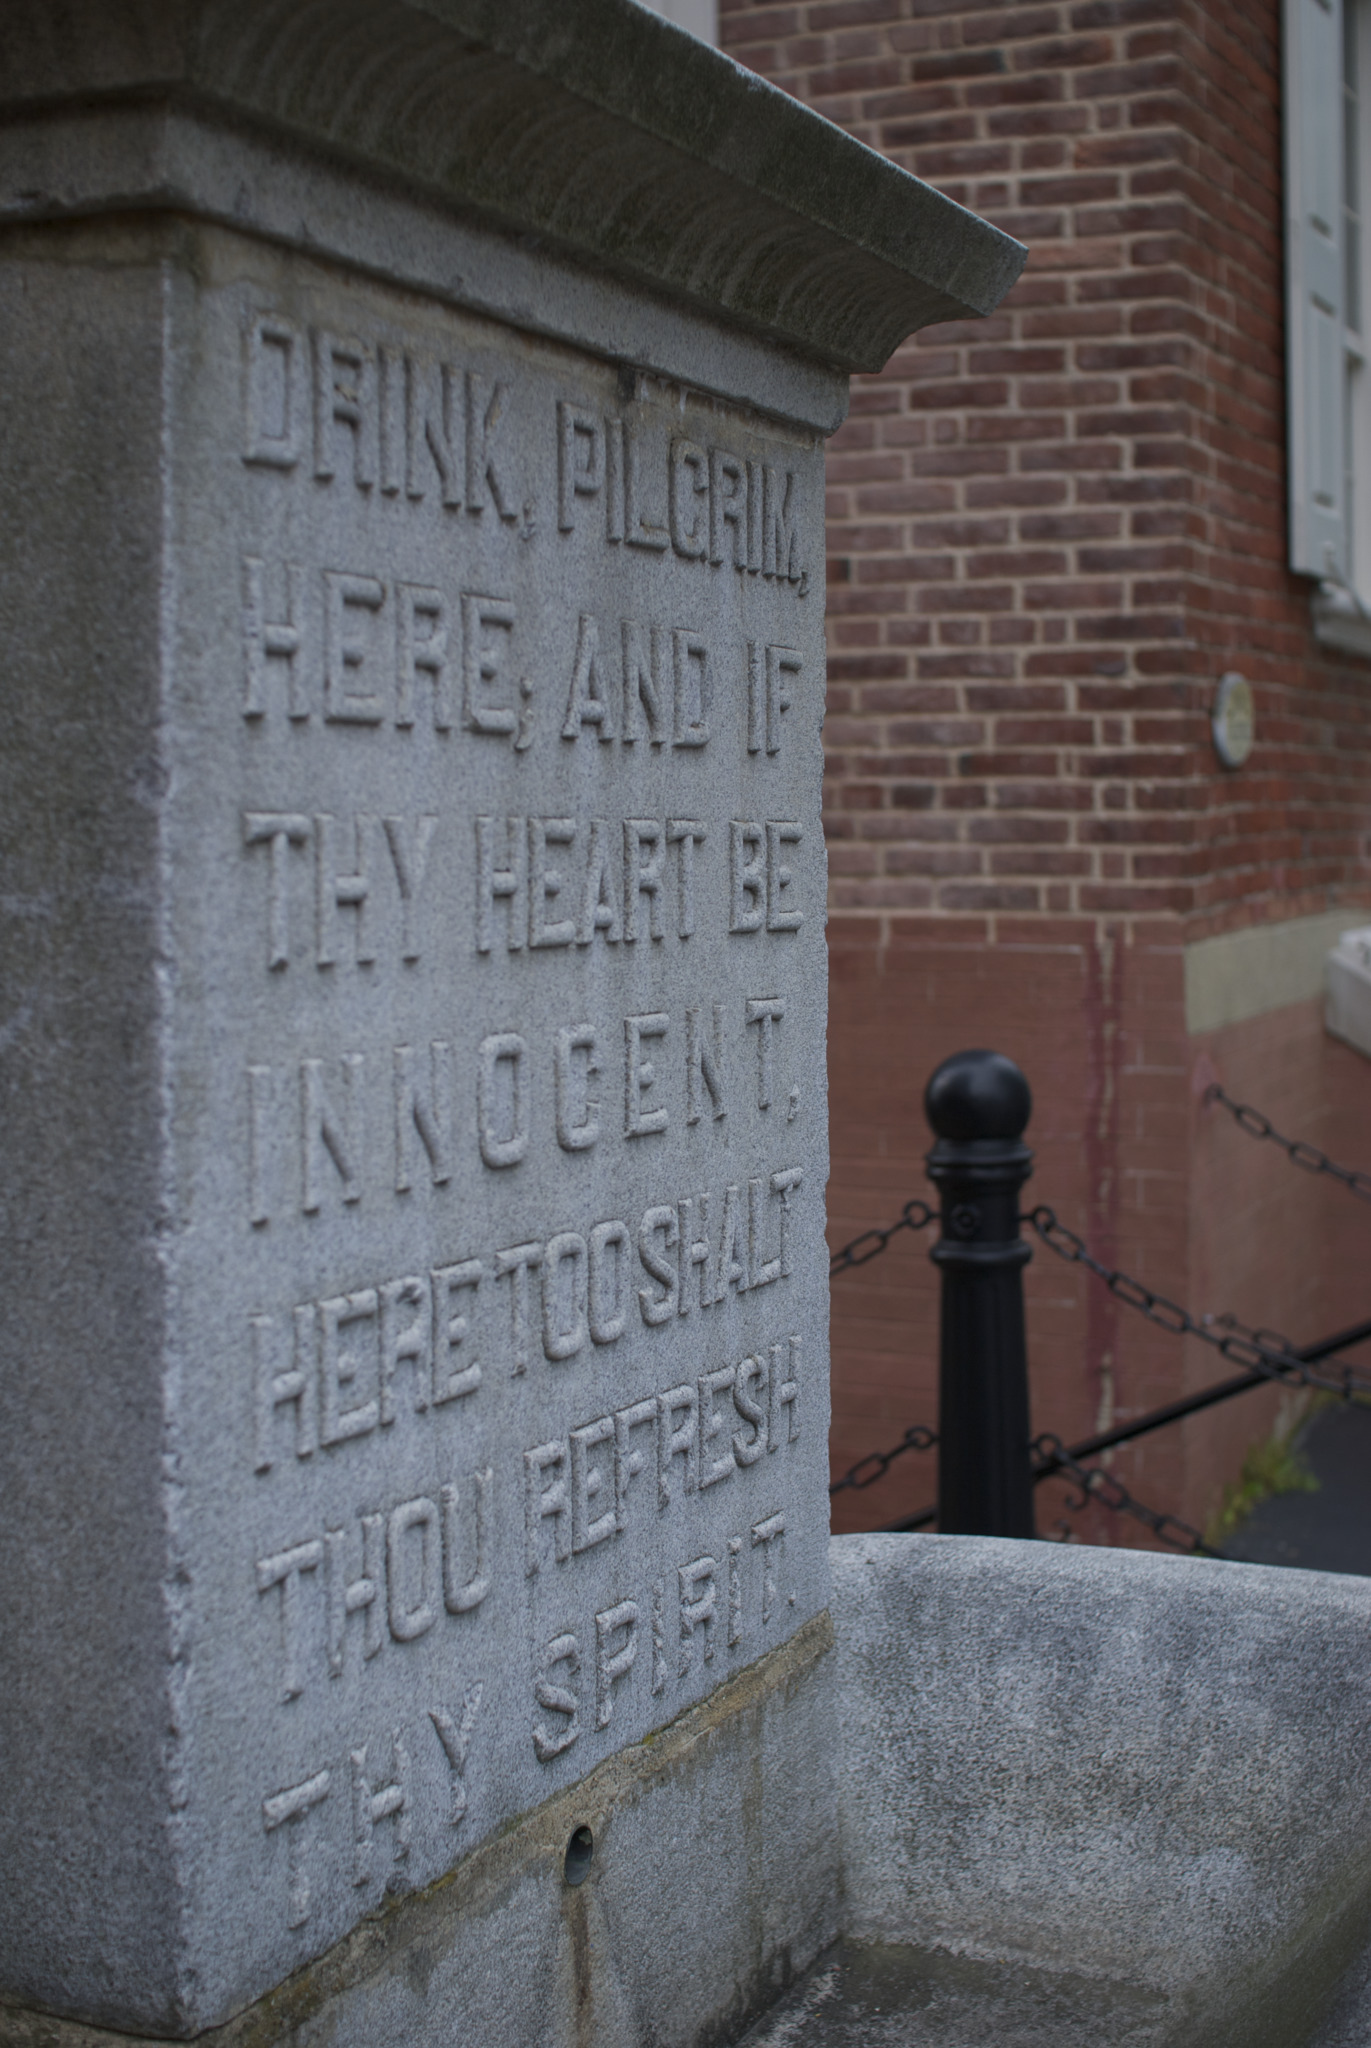 DRINK, PILGRIM,
HERE; AND IF
THY HEART BE
INNOCENT,
HERE TOO SHALT
THOU REFRESH
THY SPIRIT.